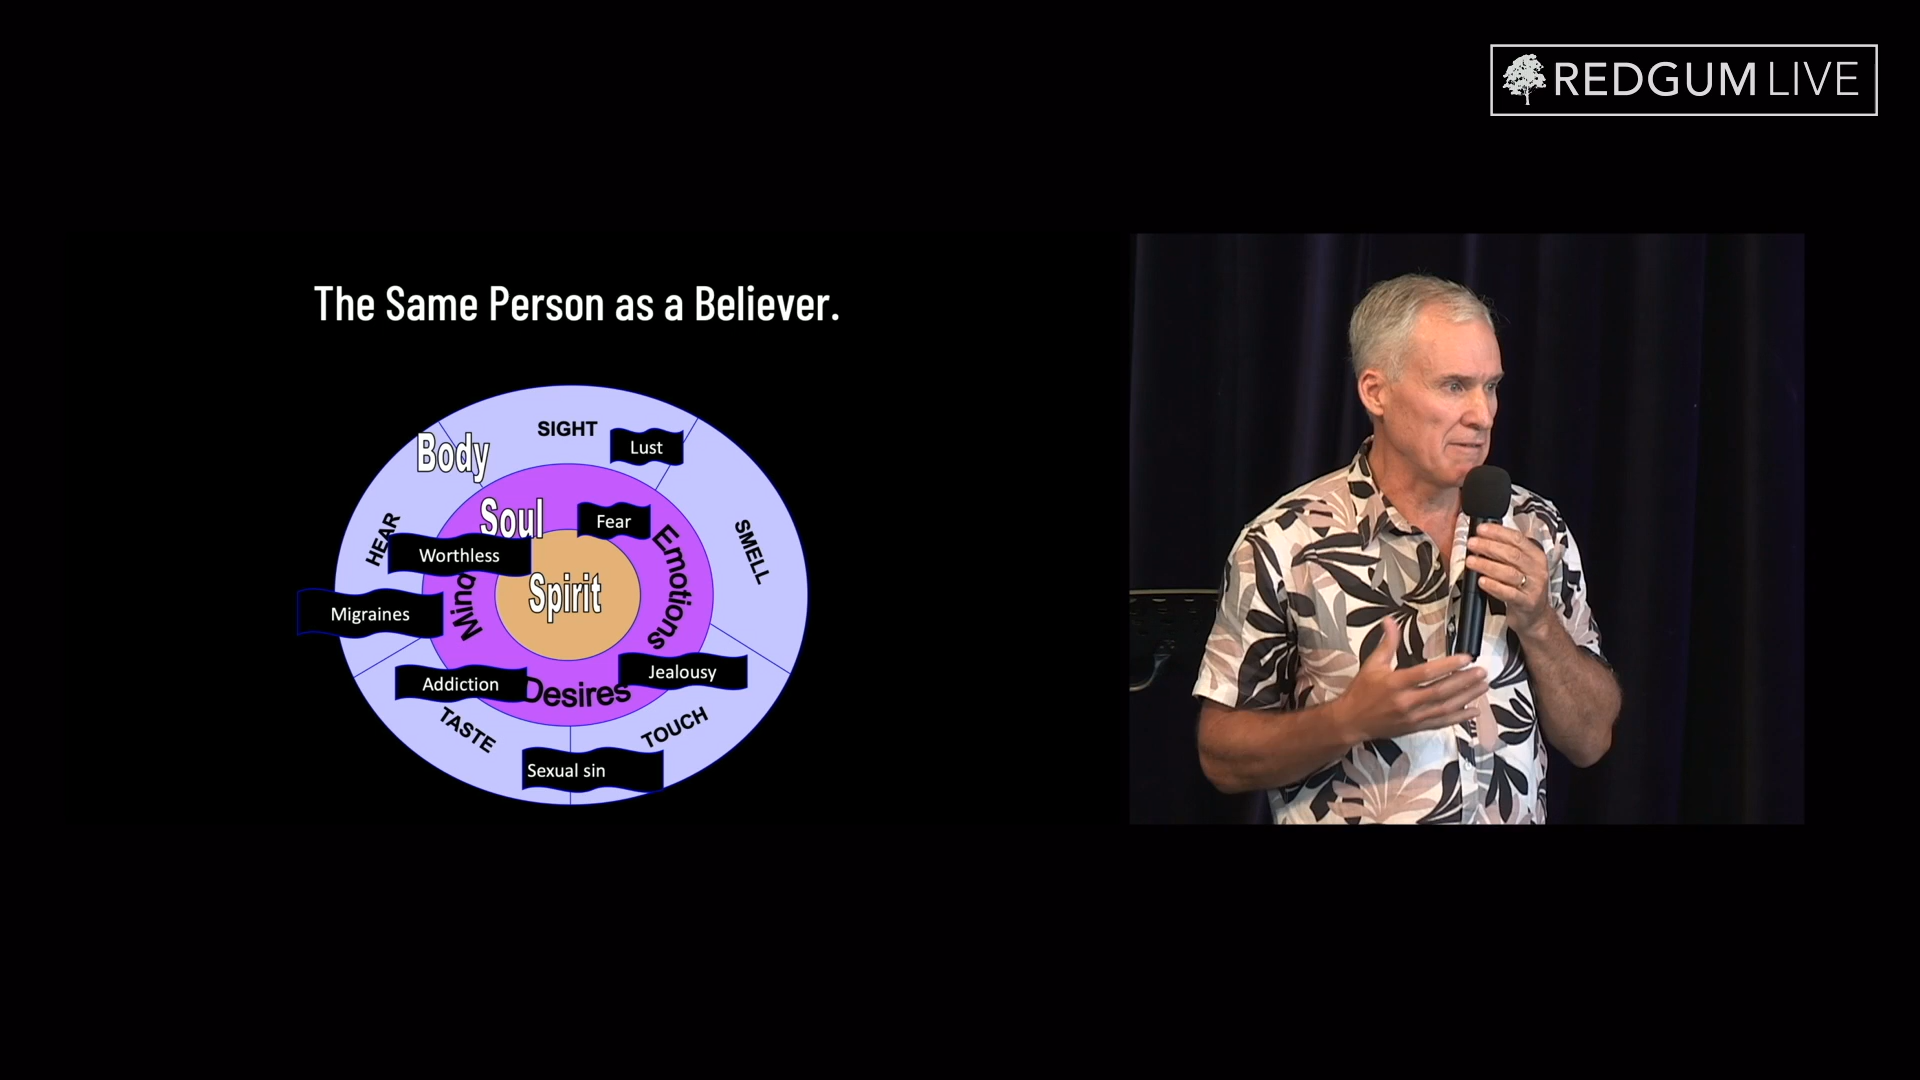 REDGUM LIVE
The Same Person as a Believer.
SIGHT
Lust
Body
Soul
Fear
HEAR
Worthless
Emotions
SMELL
Spirit
Mind
Migraines
Addiction
Desires
Jealousy
TASTE
TOUCH
Sexual sin